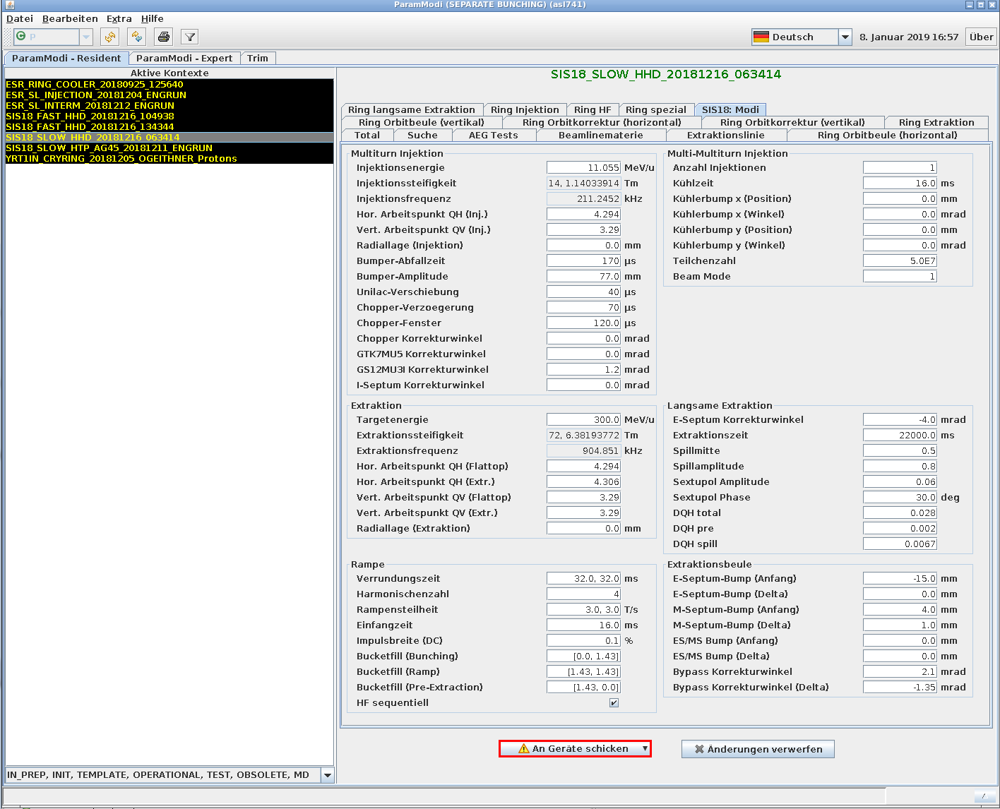 ParamModi (SEPARATE BUNCHING) (asl741)
Datei Bearbeiten Extra Hilfe
P Deutsch 8. Januar 2019 16:57 Über
ParamModi - Resident ParamModi - Expert Trim
Aktive Kontexte
ESR_RING_COOLER_20180925_125640
ESR_SL_INJECTION_20181204_ENGRUN
ESR_SL_INTERM_20181212_ENGRUN
SIS18_FAST_HHD_20181216_104938
SIS18_FAST_HHD_20181216_134344
SIS18_SLOW_HHD_20181216_063414
SIS18_SLOW_HTP_AG45_20181211_ENGRUN
YRT1IN_CRYRING_20181205_OGEITHNER_Protons
IN_PREP, INIT, TEMPLATE, OPERATIONAL, TEST, OBSOLETE, MD
SIS18_SLOW_HHD_20181216_063414
Ring langsame Extraktion Ring Injektion Ring HF Ring spezial SIS18: Modi
Ring Orbitbeule (vertikal) Ring Orbitkorrektur (horizontal) Ring Orbitkorrektur (vertikal) Ring Extraktion
Total Suche AEG Tests Beamlinematerie Extraktionslinie Ring Orbitbeule (horizontal)
Multiturn Injektion
Injektionsenergie 11.055 MeV/u
Injektionssteifigkeit 14, 1.14033914 Tm
Injektionsfrequenz 211.2452 kHz
Hor. Arbeitspunkt QH (Inj.) 4.294
Vert. Arbeitspunkt QV (Inj.) 3.29
Radiallage (Injektion) 0.0 mm
Bumper-Abfallzeit 170 µs
Bumper-Amplitude 77.0 mm
Unilac-Verschiebung 40 µs
Chopper-Verzoegerung 70 µs
Chopper-Fenster 120.0 µs
Chopper Korrekturwinkel 0.0 mrad
GTK7MU5 Korrekturwinkel 0.0 mrad
GS12MU3I Korrekturwinkel 1.2 mrad
I-Septum Korrekturwinkel 0.0 mrad
Multi-Multiturn Injektion
Anzahl Injektionen 1
Kühlzeit 16.0 ms
Kühlerbump x (Position) 0.0 mm
Kühlerbump x (Winkel) 0.0 mrad
Kühlerbump y (Position) 0.0 mm
Kühlerbump y (Winkel) 0.0 mrad
Teilchenzahl 5.0E7
Beam Mode 1
Extraktion
Targetenergie 300.0 MeV/u
Extraktionssteifigkeit 72, 6.38193772 Tm
Extraktionsfrequenz 904.851 kHz
Hor. Arbeitspunkt QH (Flattop) 4.294
Hor. Arbeitspunkt QH (Extr.) 4.306
Vert. Arbeitspunkt QV (Flattop) 3.29
Vert. Arbeitspunkt QV (Extr.) 3.29
Radiallage (Extraktion) 0.0 mm
Langsame Extraktion
E-Septum Korrekturwinkel -4.0 mrad
Extraktionszeit 22000.0 ms
Spillmitte 0.5
Spillamplitude 0.8
Sextupol Amplitude 0.06
Sextupol Phase 30.0 deg
DQH total 0.028
DQH pre 0.002
DQH spill 0.0067
Rampe
Verrundungszeit 32.0, 32.0 ms
Harmonischenzahl 4
Rampensteilheit 3.0, 3.0 T/s
Einfangzeit 16.0 ms
Impulsbreite (DC) 0.1 %
Bucketfill (Bunching) [0.0, 1.43]
Bucketfill (Ramp) [1.43, 1.43]
Bucketfill (Pre-Extraction) [1.43, 0.0]
HF sequentiell
Extraktionsbeule
E-Septum-Bump (Anfang) -15.0 mm
E-Septum-Bump (Delta) 0.0 mm
M-Septum-Bump (Anfang) 4.0 mm
M-Septum-Bump (Delta) 1.0 mm
ES/MS Bump (Anfang) 0.0 mm
ES/MS Bump (Delta) 0.0 mm
Bypass Korrekturwinkel 2.1 mrad
Bypass Korrekturwinkel (Delta) -1.35 mrad
An Geräte schicken Änderungen verwerfen